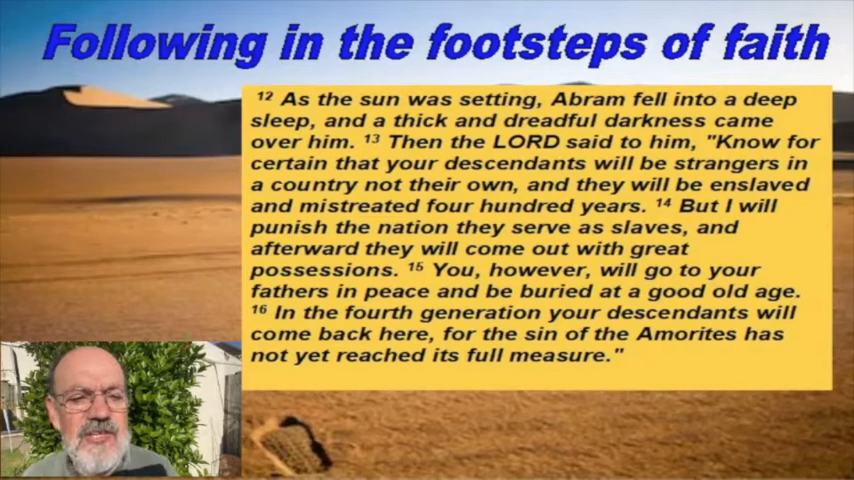 Following in the footsteps of faith
12 As the sun was setting, Abram fell into a deep
sleep, and a thick and dreadful darkness came
over him. 13 Then the LORD said to him, "Know for
certain that your descendants will be strangers in
a country not their own, and they will be enslaved
and mistreated four hundred years. 14 But I will
punish the nation they serve as slaves, and
afterward they will come out with great
possessions. 15 You, however, will go to your
fathers in peace and be buried at a good old age.
16 In the fourth generation your descendants will
come back here, for the sin of the Amorites has
not yet reached its full measure."